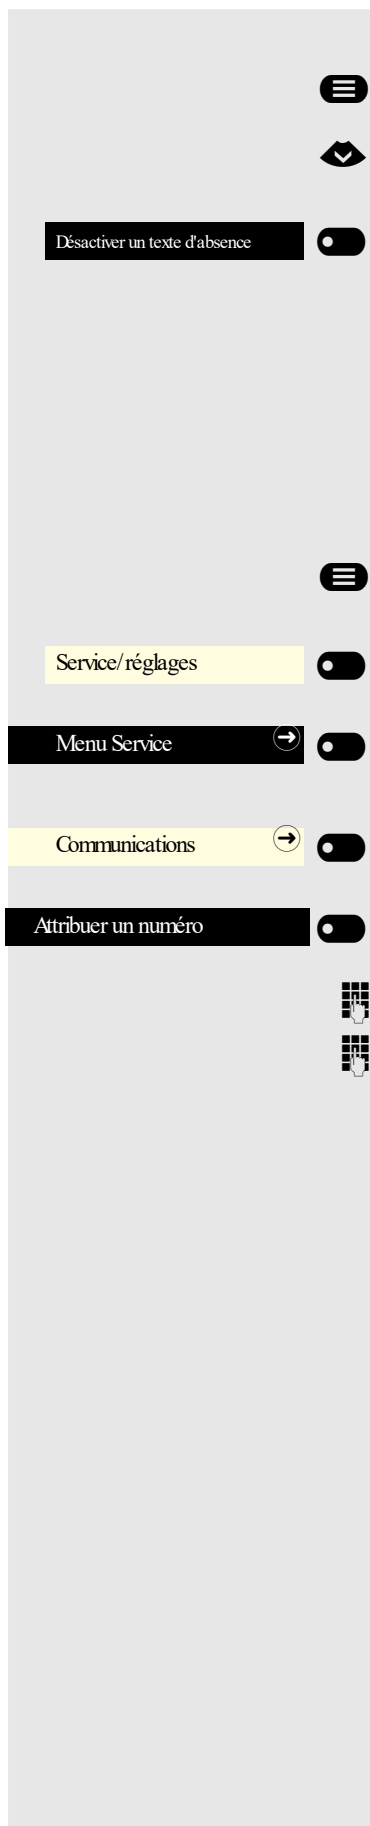 Désactiver un texte d'absence
Service/réglages
Menu Service
Communications
Attribuer un numéro